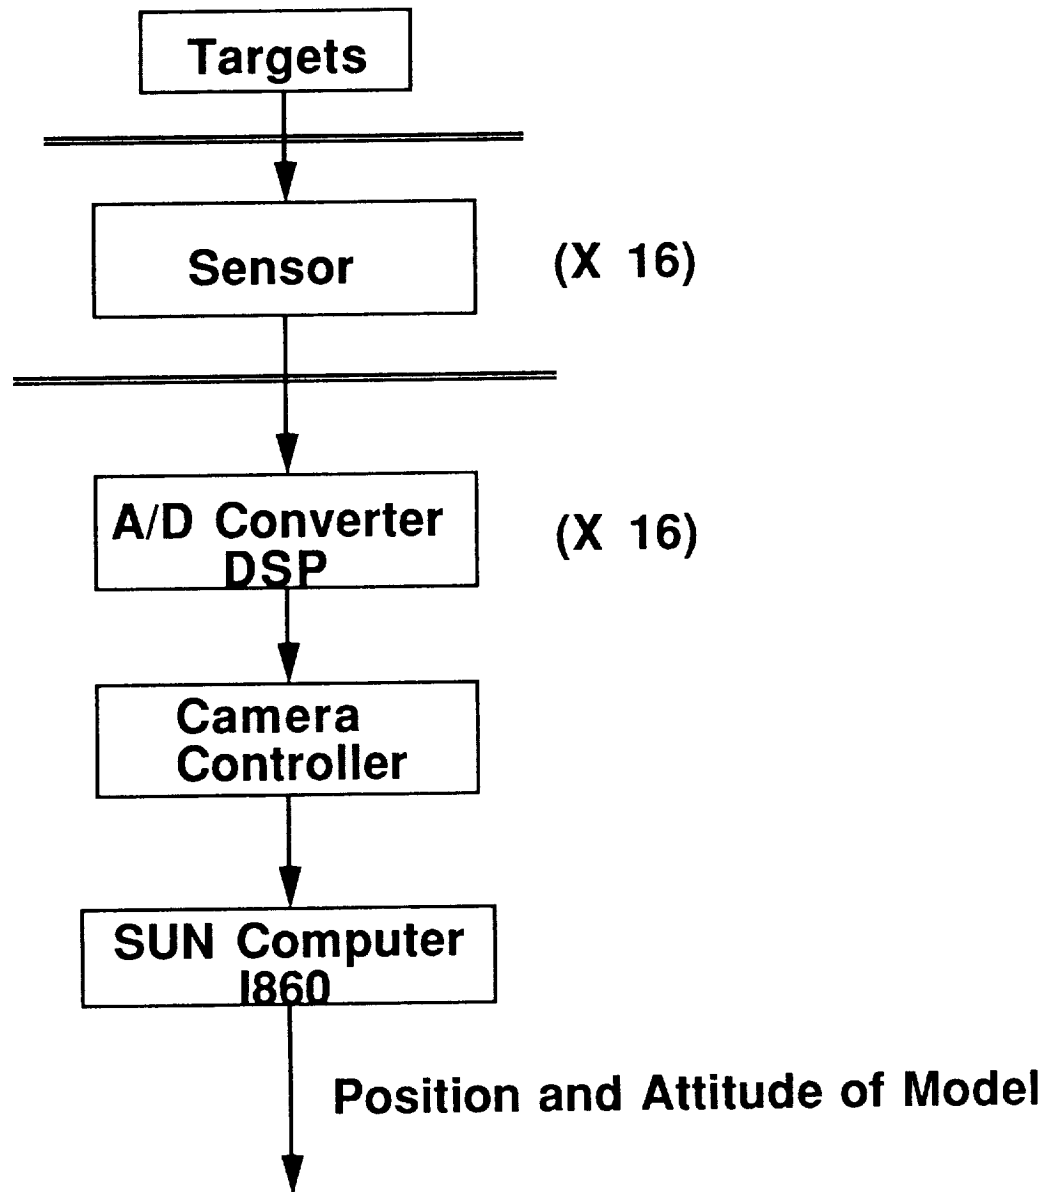 Targets
Sensor
(X 16)
A/D Converter
DSP
(X 16)
Camera
Controller
SUN Computer
I860
Position and Attitude of Model